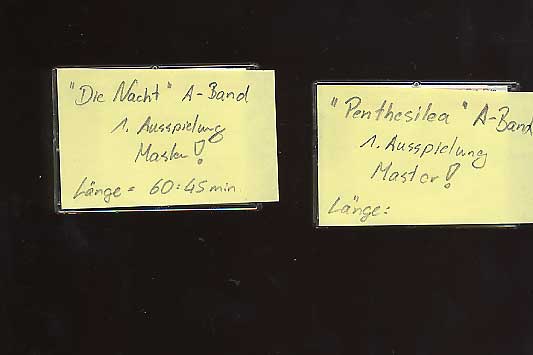 "Die Nacht" A-Band
1. Ausspielung
Master!
Länge = 60:45 min
"Penthesilea" A-Band
1. Ausspielung
Master!
Länge: